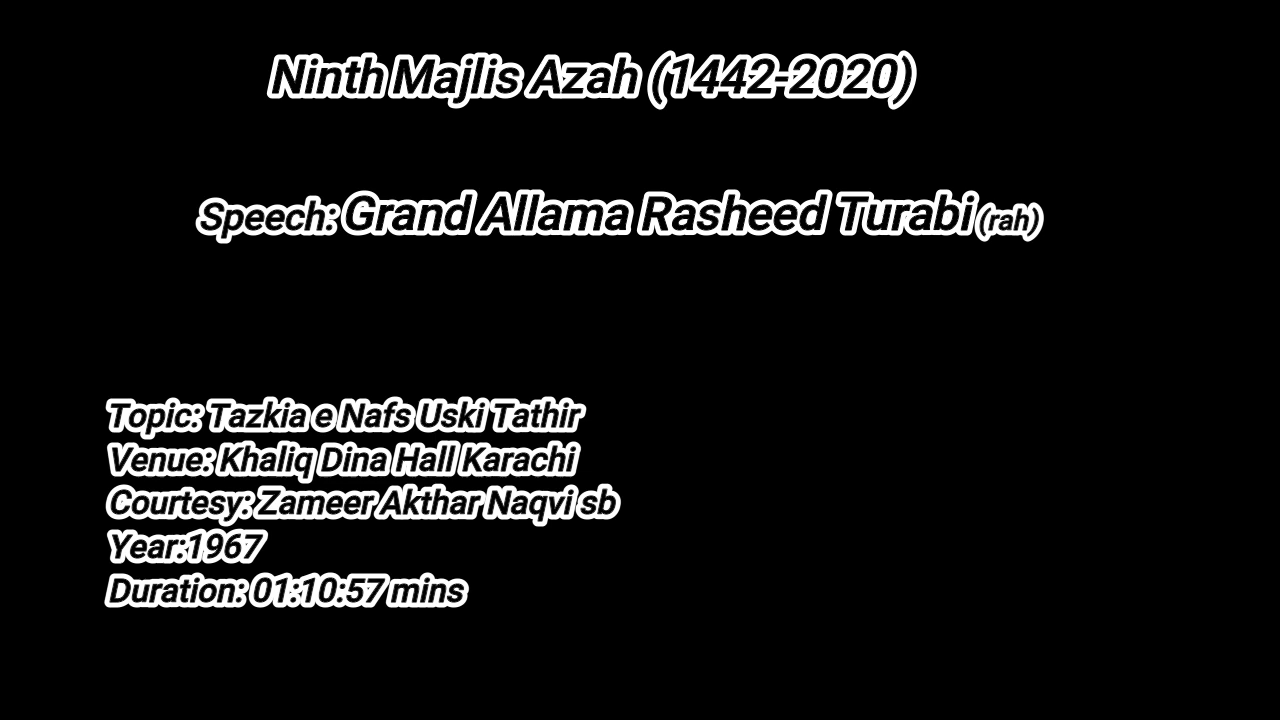 Ninth Majlis Azah (1442-2020)
Speech: Grand Allama Rasheed Turabi (rah)
Topic: Tazkia e Nafs Uski Tathir
Venue: Khaliq Dina Hall Karachi
Courtesy: Zameer Akthar Naqvi sb
Year:1967
Duration: 01:10:57 mins